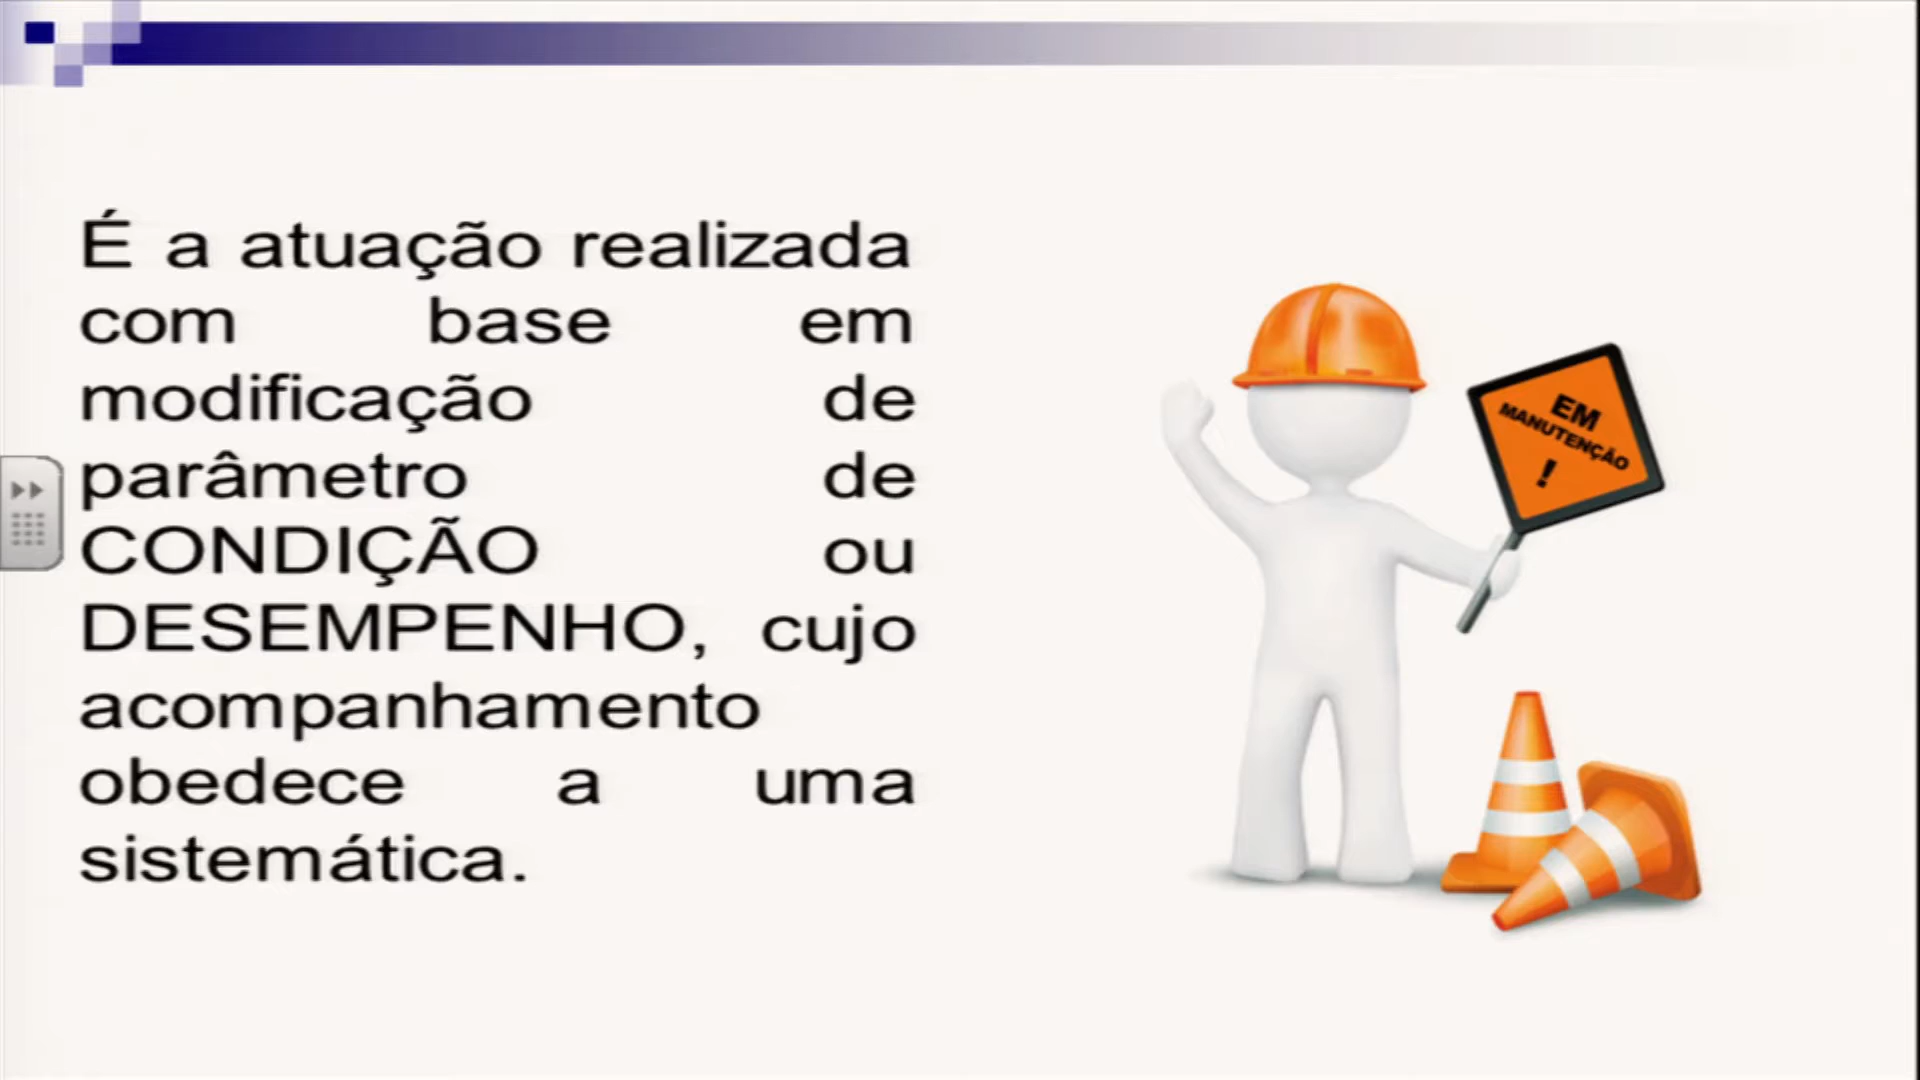 É a atuação realizada
com base em
modificação de
parâmetro de
CONDIÇÃO ou
DESEMPENHO, cujo
acompanhamento
obedece a uma
sistemática.
EM
MANUTENÇÃO
!